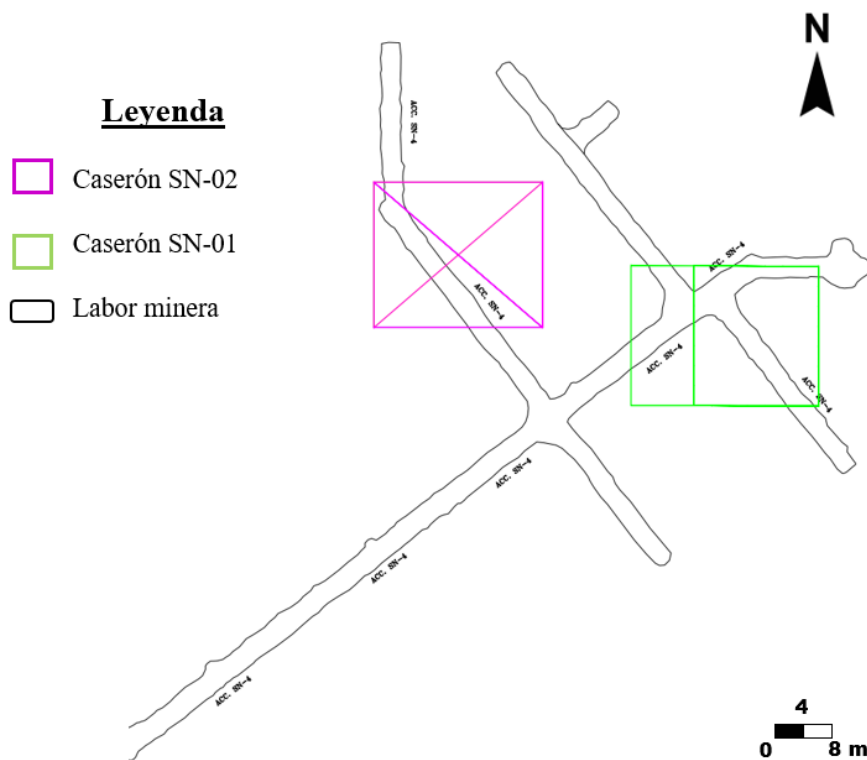 N
Leyenda
Caserón SN-02
Caserón SN-01
Labor minera
ACC. SN-4
ACC. SN-4
ACC. SN-4
ACC. SN-4
ACC. SN-4
ACC. SN-4
ACC. SN-4
ACC. SN-4
4
0 8 m